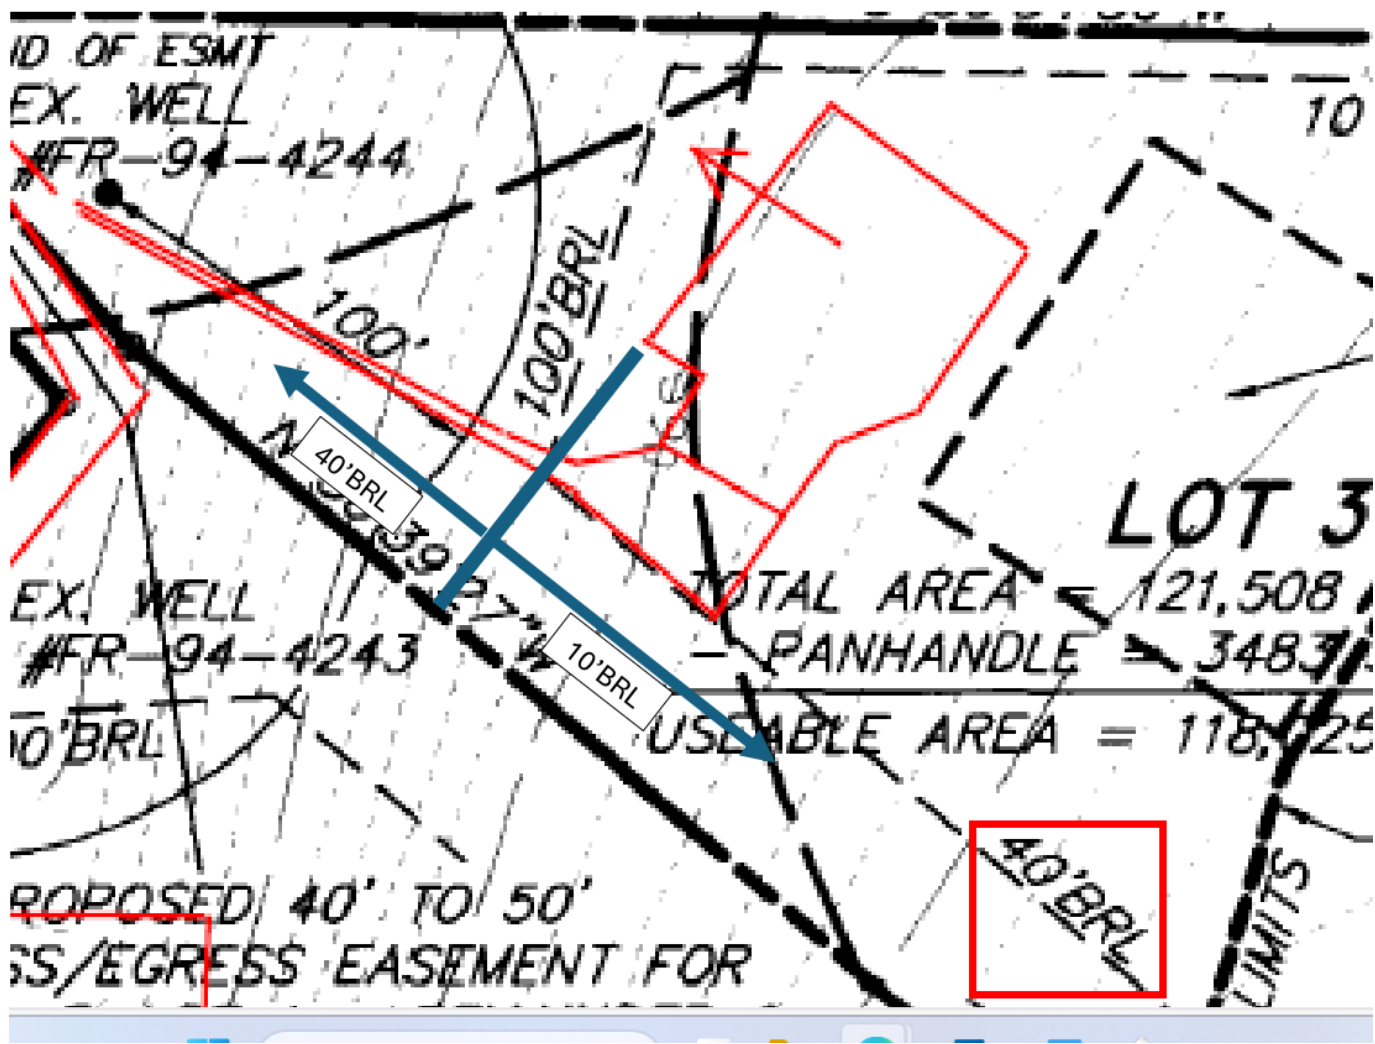 ID OF ESMT
EX. WELL
#FR-94-4244
10
100'
100'BRL
40'BRL
10'BRL
LOT 3
TOTAL AREA = 121,508
- PANHANDLE = 3483
USEABLE AREA = 118,
EX. WELL
#FR-94-4243
00'BRL
40'BRL
LIMITS
ROPOSED 40' TO 50'
SS/EGRESS EASEMENT FOR